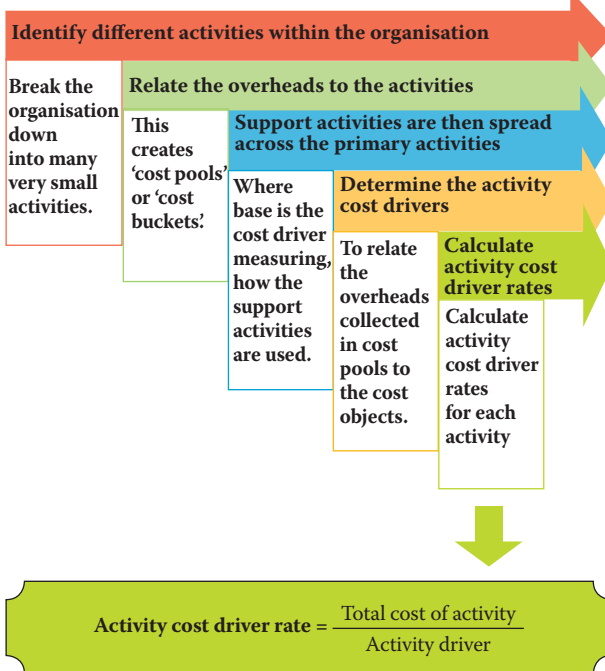 Identify different activities within the organisation
Break the
organisation
down
into many
very small
activities.
Relate the overheads to the activities
This
creates
‘cost pools’
or ‘cost
buckets’.
Support activities are then spread
across the primary activities
Where
base is the
cost driver
measuring,
how the
support
activities
are used.
Determine the activity
cost drivers
To relate
the
overheads
collected
in cost
pools to
the cost
objects.
Calculate
activity cost
driver rates
Calculate
activity
cost driver
rates
for each
activity
Activity cost driver rate = Total cost of activity
Activity driver